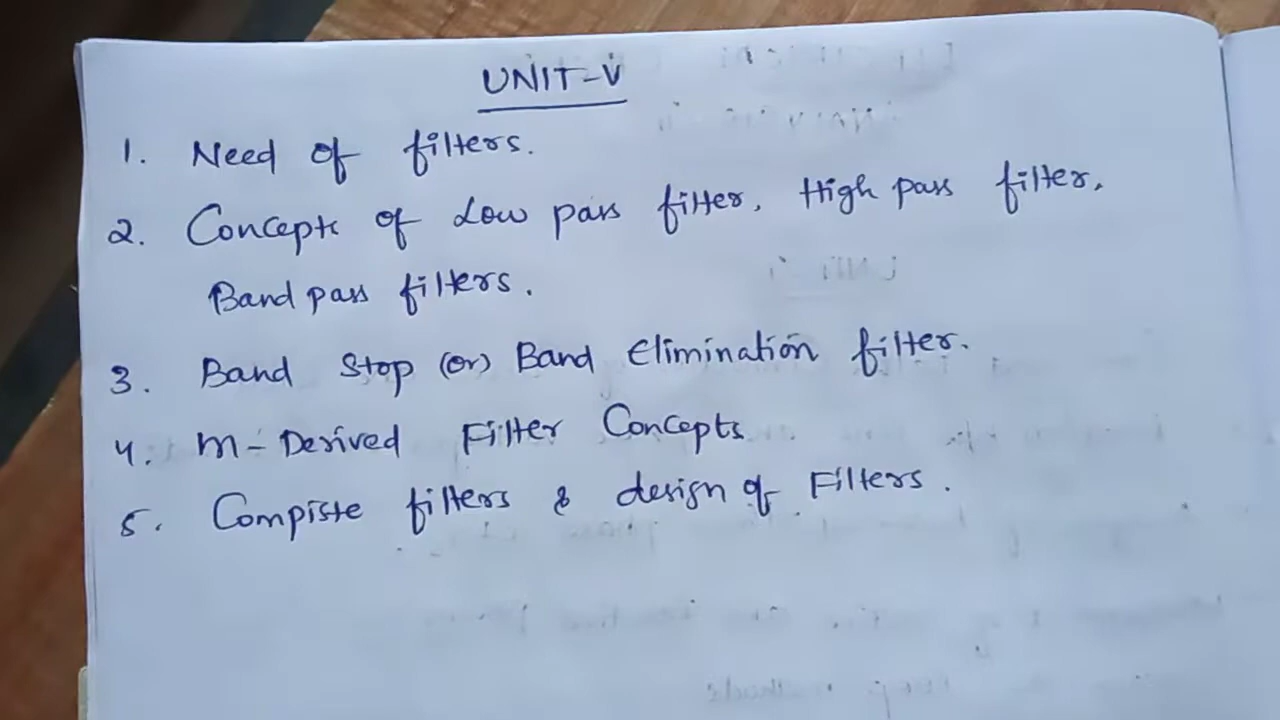 UNIT-V
1. Need of filters.
2. Concepts of Low pass filter, High pass filter,
Band pass filters.
3. Band Stop (or) Band Elimination filter.
4. m-Derived Filter Concepts
5. Compiste filters & design of Filters.